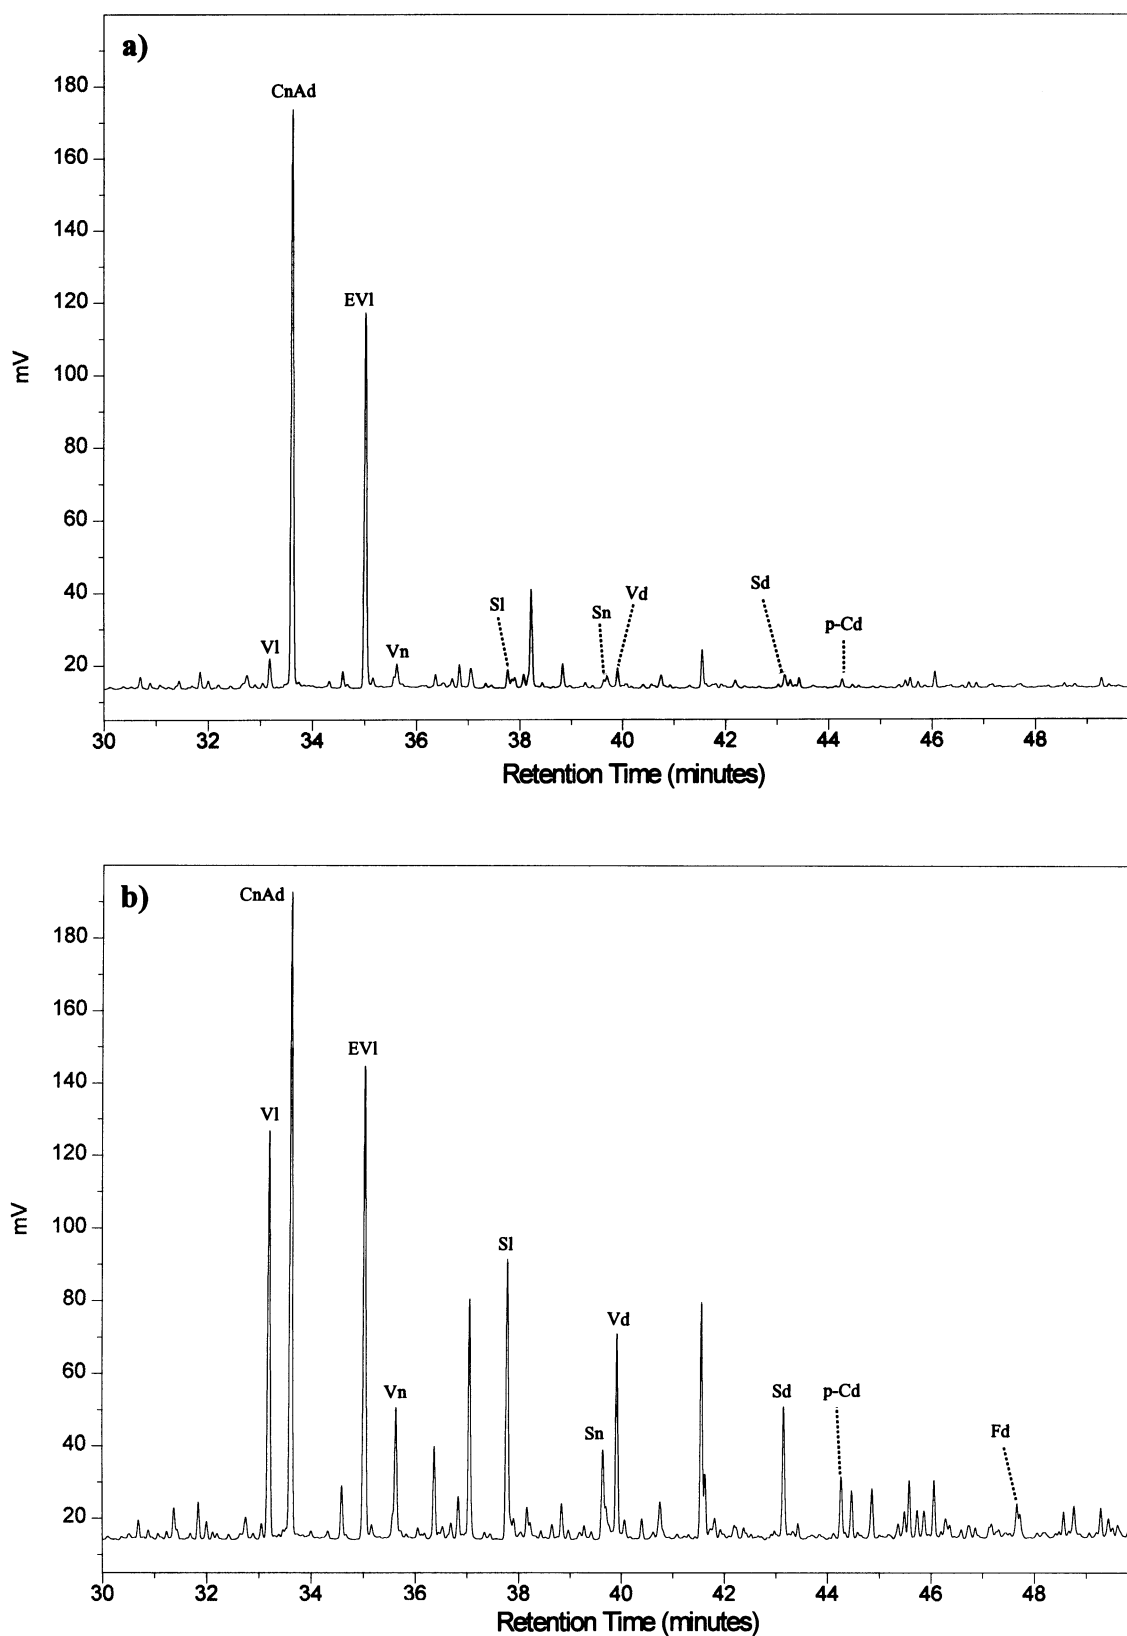 a)
CnAd
180
160
140
120
EVl
100
mV
80
60
40
Sl
Sn
Vd
Sd
p-Cd
Vl
Vn
20
30 32 34 36 38 40 42 44 46 48
Retention Time (minutes)
b)
CnAd
180
160
EVl
140
Vl
120
mV
100
Sl
80
Vd
60
Vn
Sd
p-Cd
40
Sn
Fd
20
30 32 34 36 38 40 42 44 46 48
Retention Time (minutes)